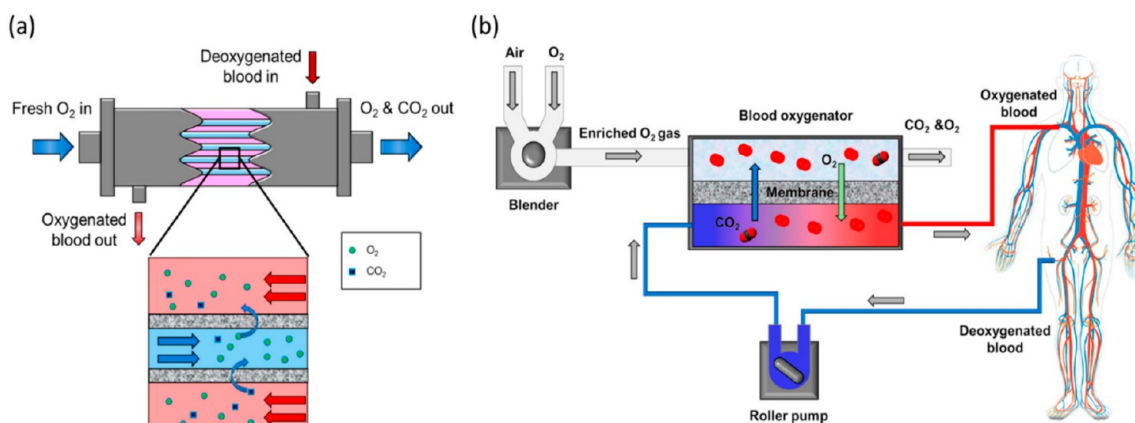 (a)
Deoxygenated
blood in
Fresh O₂ in
O₂ & CO₂ out
Oxygenated
blood out
O₂
CO₂
(b)
Air
O₂
Enriched O₂ gas
Blender
Blood oxygenator
CO₂ &O₂
O₂
Membrane
CO₂
Oxygenated
blood
Deoxygenated
blood
Roller pump